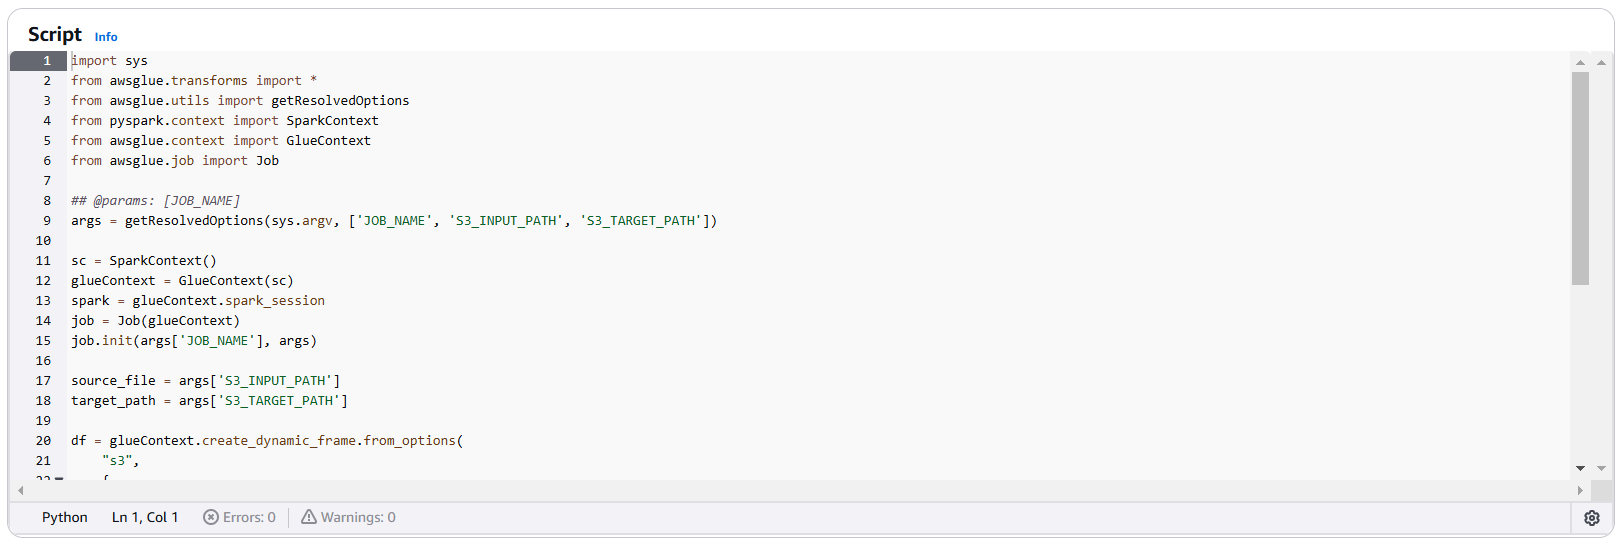 Script Info
1 import sys
2 from awsglue.transforms import *
3 from awsglue.utils import getResolvedOptions
4 from pyspark.context import SparkContext
5 from awsglue.context import GlueContext
6 from awsglue.job import Job
7
8 ## @params: [JOB_NAME]
9 args = getResolvedOptions(sys.argv, ['JOB_NAME', 'S3_INPUT_PATH', 'S3_TARGET_PATH'])
10
11 sc = SparkContext()
12 glueContext = GlueContext(sc)
13 spark = glueContext.spark_session
14 job = Job(glueContext)
15 job.init(args['JOB_NAME'], args)
16
17 source_file = args['S3_INPUT_PATH']
18 target_path = args['S3_TARGET_PATH']
19
20 df = glueContext.create_dynamic_frame.from_options(
21     "s3",
22     {
Python Ln 1, Col 1 Errors: 0 Warnings: 0